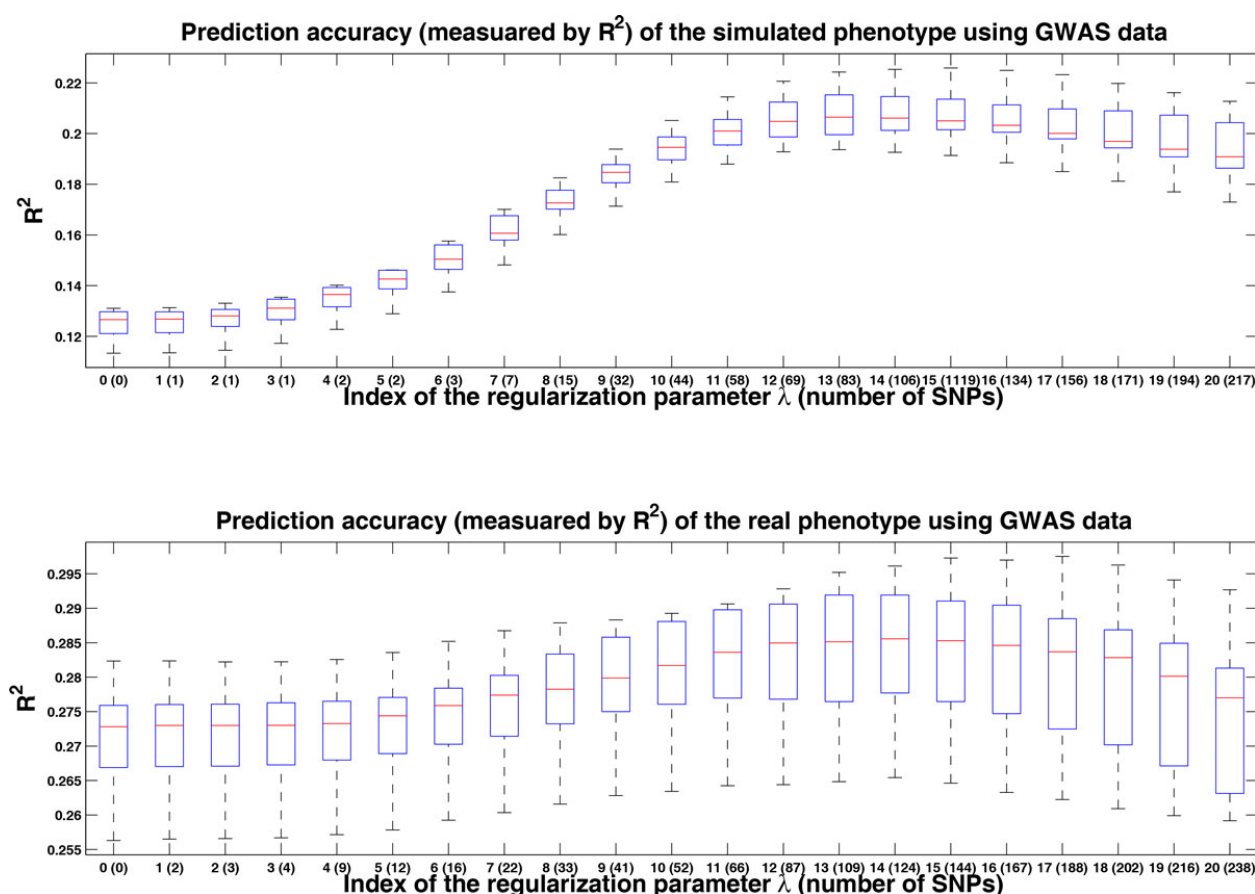 Prediction accuracy (measuared by R²) of the simulated phenotype using GWAS data
0.22
0.2
0.18
0.16
0.14
0.12
R²
0 (0) 1 (1) 2 (1) 3 (1) 4 (2) 5 (2) 6 (3) 7 (7) 8 (15) 9 (32) 10 (44) 11 (58) 12 (69) 13 (83) 14 (106) 15 (1119) 16 (134) 17 (156) 18 (171) 19 (194) 20 (217)
Index of the regularization parameter λ (number of SNPs)
Prediction accuracy (measuared by R²) of the real phenotype using GWAS data
0.295
0.29
0.285
0.28
0.275
0.27
0.265
0.26
0.255
R²
0 (0) 1 (2) 2 (3) 3 (4) 4 (9) 5 (12) 6 (16) 7 (22) 8 (33) 9 (41) 10 (52) 11 (66) 12 (87) 13 (109) 14 (124) 15 (144) 16 (167) 17 (188) 18 (202) 19 (216) 20 (238)
Index of the regularization parameter λ (number of SNPs)